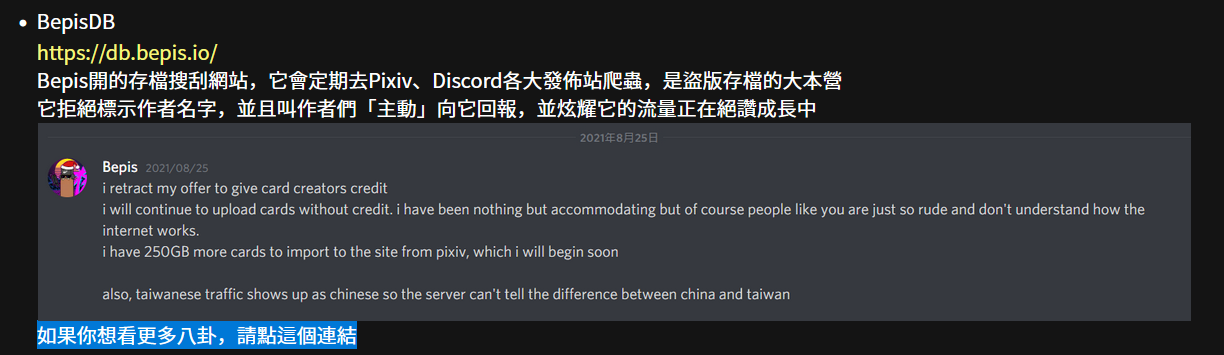 BepisDB
https://db.bepis.io/
Bepis開的存檔搜刮網站，它會定期去Pixiv、Discord各大發佈站爬蟲，是盜版存檔的大本營
它拒絕標示作者名字，並且叫作者們「主動」向它回報，並炫耀它的流量正在絕讚成長中
2021年8月25日
Bepis 2021/08/25
i retract my offer to give card creators credit
i will continue to upload cards without credit. i have been nothing but accommodating but of course people like you are just so rude and don't understand how the
internet works.
i have 250GB more cards to import to the site from pixiv, which i will begin soon
also, taiwanese traffic shows up as chinese so the server can't tell the difference between china and taiwan
如果你想看更多八卦，請點這個連結